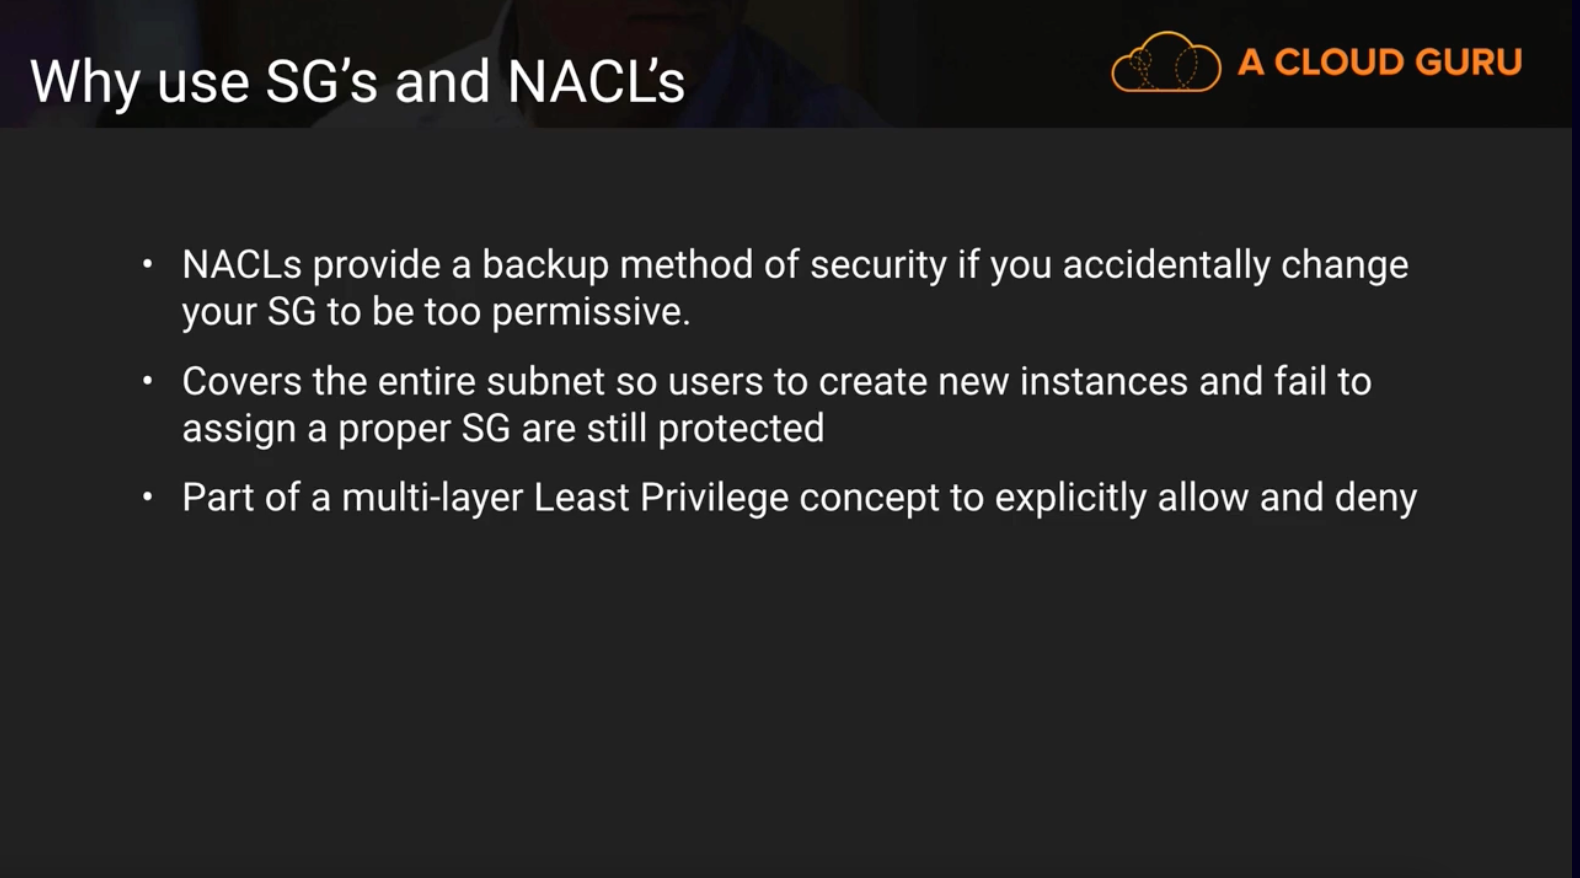 Why use SG’s and NACL’s
A CLOUD GURU
• NACLs provide a backup method of security if you accidentally change
your SG to be too permissive.
• Covers the entire subnet so users to create new instances and fail to
assign a proper SG are still protected
• Part of a multi-layer Least Privilege concept to explicitly allow and deny